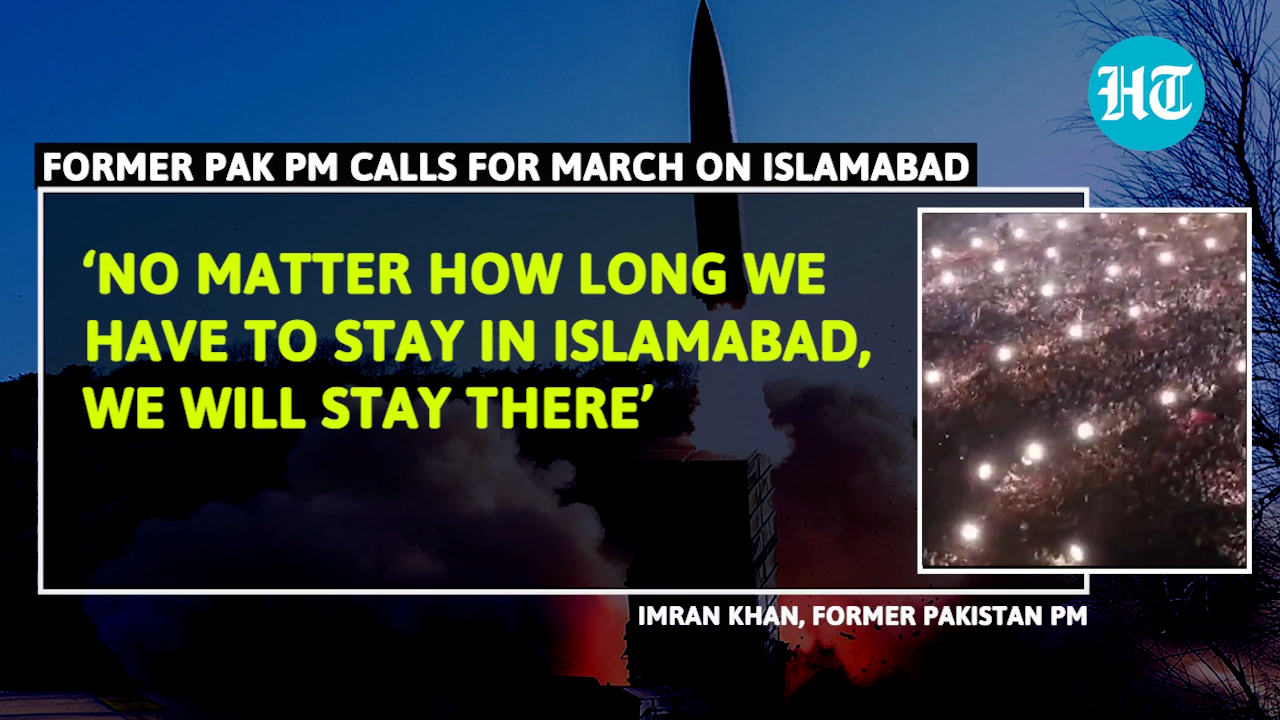 HT
FORMER PAK PM CALLS FOR MARCH ON ISLAMABAD
‘NO MATTER HOW LONG WE
HAVE TO STAY IN ISLAMABAD,
WE WILL STAY THERE’
IMRAN KHAN, FORMER PAKISTAN PM